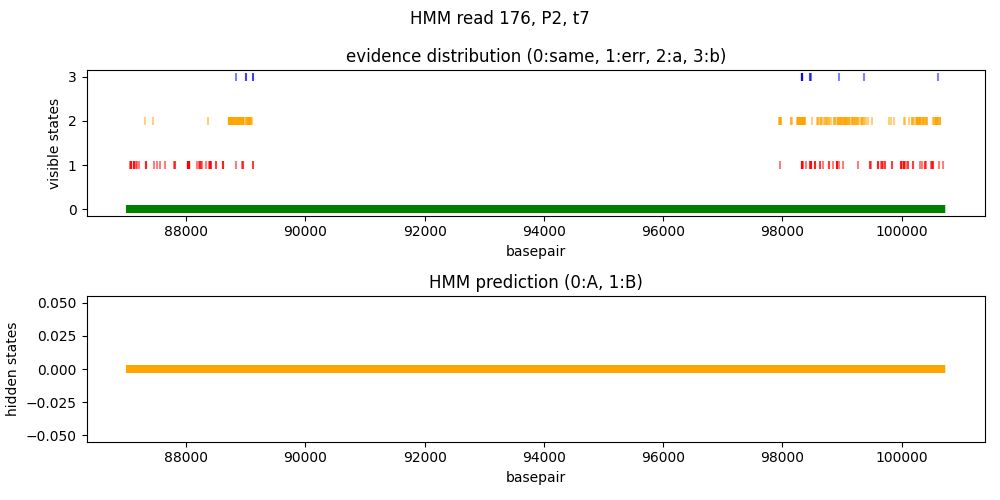 HMM read 176, P2, t7
evidence distribution (0:same, 1:err, 2:a, 3:b)
visible states
3
2
1
0
88000 90000 92000 94000 96000 98000 100000
basepair
HMM prediction (0:A, 1:B)
hidden states
0.050
0.025
0.000
−0.025
−0.050
88000 90000 92000 94000 96000 98000 100000
basepair